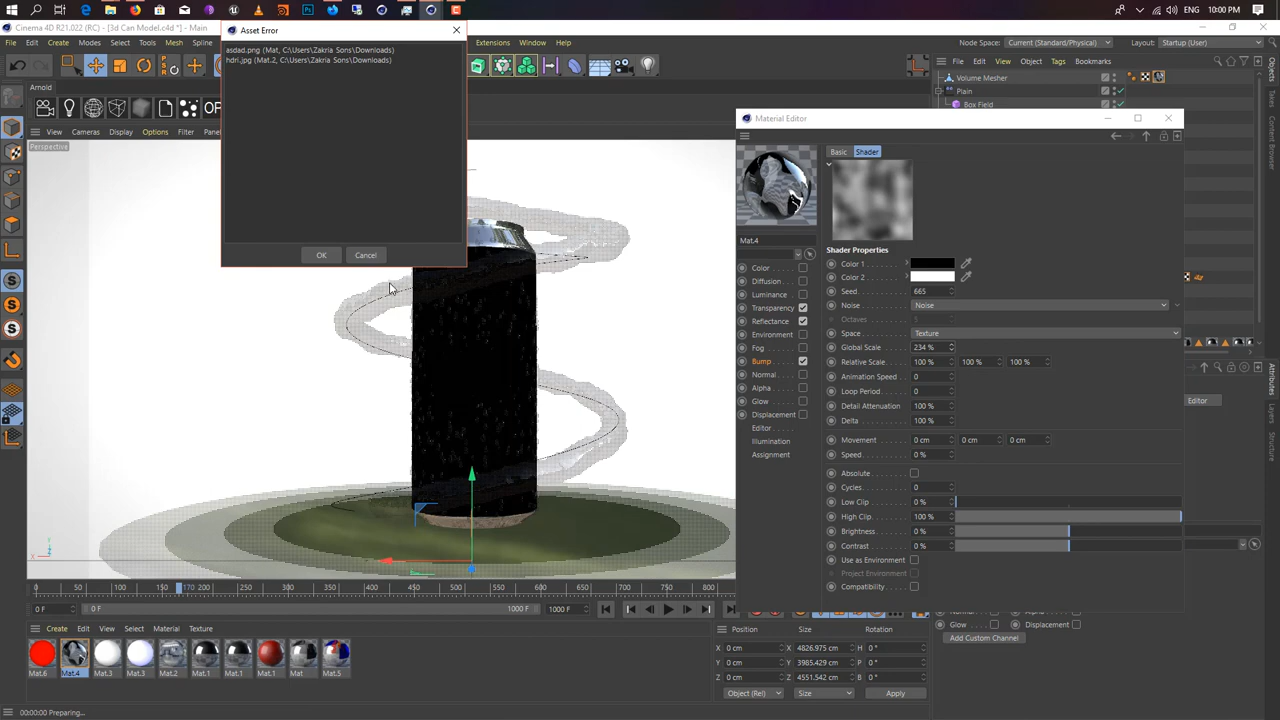 10:00 PM
Cinema 4D R21.022 (RC) - [3d Can Model.c4d *] - Main
Asset Error
File Edit Create Modes Select Tools Mesh Spline
Extensions Window Help
Node Space: Current (Standard/Physical) Layout: Startup (User)
asdad.png (Mat, C:\Users\Zakria Sons\Downloads)
hdri.jpg (Mat.2, C:\Users\Zakria Sons\Downloads)
OK Cancel
File Edit View Object Tags Bookmarks
Volume Mesher
Plain
Box Field
Arnold
View Cameras Display Options Filter
Perspective
Material Editor
Basic Shader
Mat.4
Color
Diffusion
Luminance
Transparency
Reflectance
Environment
Fog
Bump
Normal
Alpha
Glow
Displacement
Editor
Illumination
Assignment
Shader Properties
Color 1
Color 2
Seed 665
Noise Noise
Octaves 5
Space Texture
Global Scale 234 %
Relative Scale 100 % 100 % 100 %
Animation Speed 0
Loop Period 0
Detail Attenuation 100 %
Delta 100 %
Movement 0 cm 0 cm 0 cm
Speed 0 %
Absolute
Cycles 0
Low Clip 0 %
High Clip 100 %
Brightness 0 %
Contrast 0 %
Use as Environment
Project Environment
Compatibility
Objects
Takes
Content Browser
Attributes
Layers
Structure
Editor
Glow Displacement
Add Custom Channel
0 50 100 170 200 250 300 350 400 450 500 550 600 650 700 750 800
0 F 0 F 1000 F 1000 F
Create Edit View Select Material Texture
Mat.6 Mat.4 Mat.3 Mat.3 Mat.2 Mat.1 Mat.1 Mat.1 Mat Mat.5
Position Size Rotation
X 0 cm X 4826.975 cm H 0 °
Y 0 cm Y 3985.429 cm P 0 °
Z 0 cm Z 4551.542 cm B 0 °
Object (Rel) Size Apply
00:00:00 Preparing...